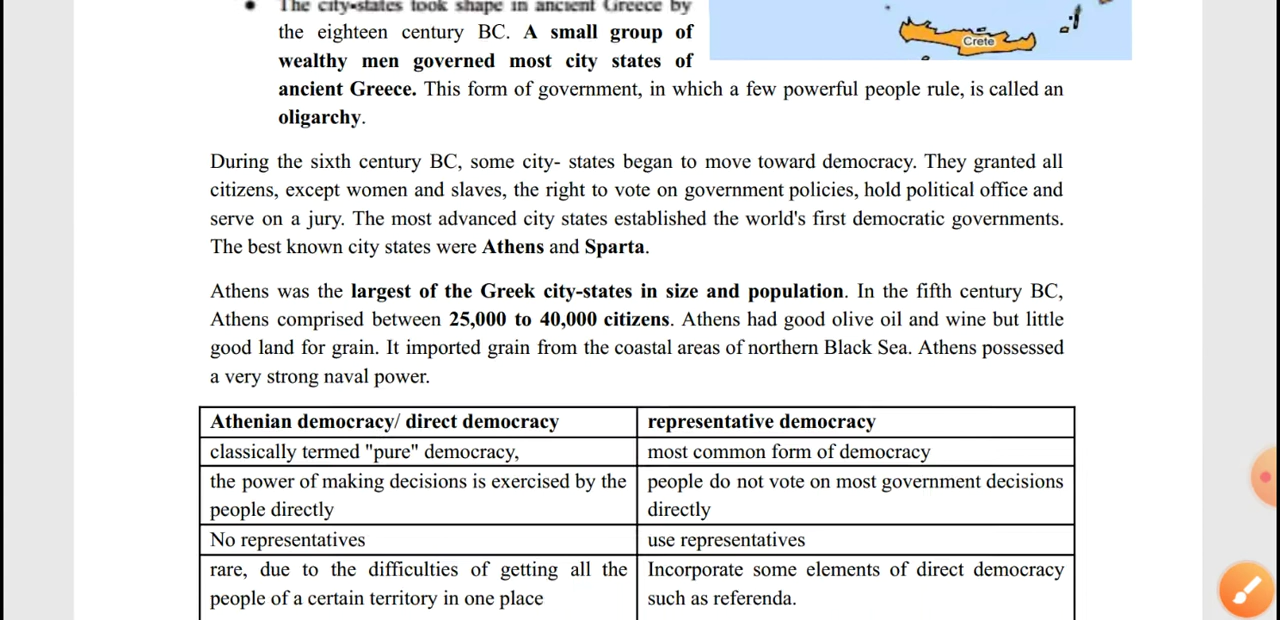 The city-states took shape in ancient Greece by
the eighteen century BC. A small group of
wealthy men governed most city states of
ancient Greece. This form of government, in which a few powerful people rule, is called an
oligarchy.
Crete
During the sixth century BC, some city- states began to move toward democracy. They granted all
citizens, except women and slaves, the right to vote on government policies, hold political office and
serve on a jury. The most advanced city states established the world's first democratic governments.
The best known city states were Athens and Sparta.
Athens was the largest of the Greek city-states in size and population. In the fifth century BC,
Athens comprised between 25,000 to 40,000 citizens. Athens had good olive oil and wine but little
good land for grain. It imported grain from the coastal areas of northern Black Sea. Athens possessed
a very strong naval power.
Athenian democracy/ direct democracy
representative democracy
classically termed "pure" democracy,
most common form of democracy
the power of making decisions is exercised by the
people directly
people do not vote on most government decisions
directly
No representatives
use representatives
rare, due to the difficulties of getting all the
people of a certain territory in one place
Incorporate some elements of direct democracy
such as referenda.